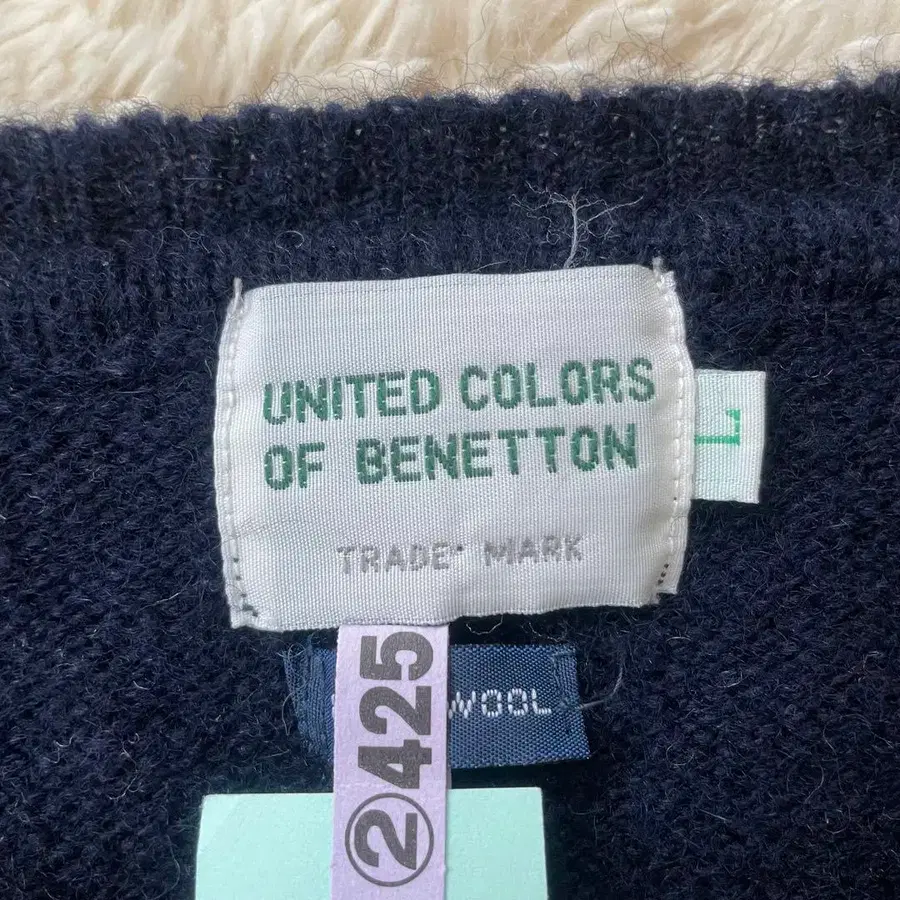 UNITED COLORS
OF BENETTON
TRADE MARK
L
WOOL
②425